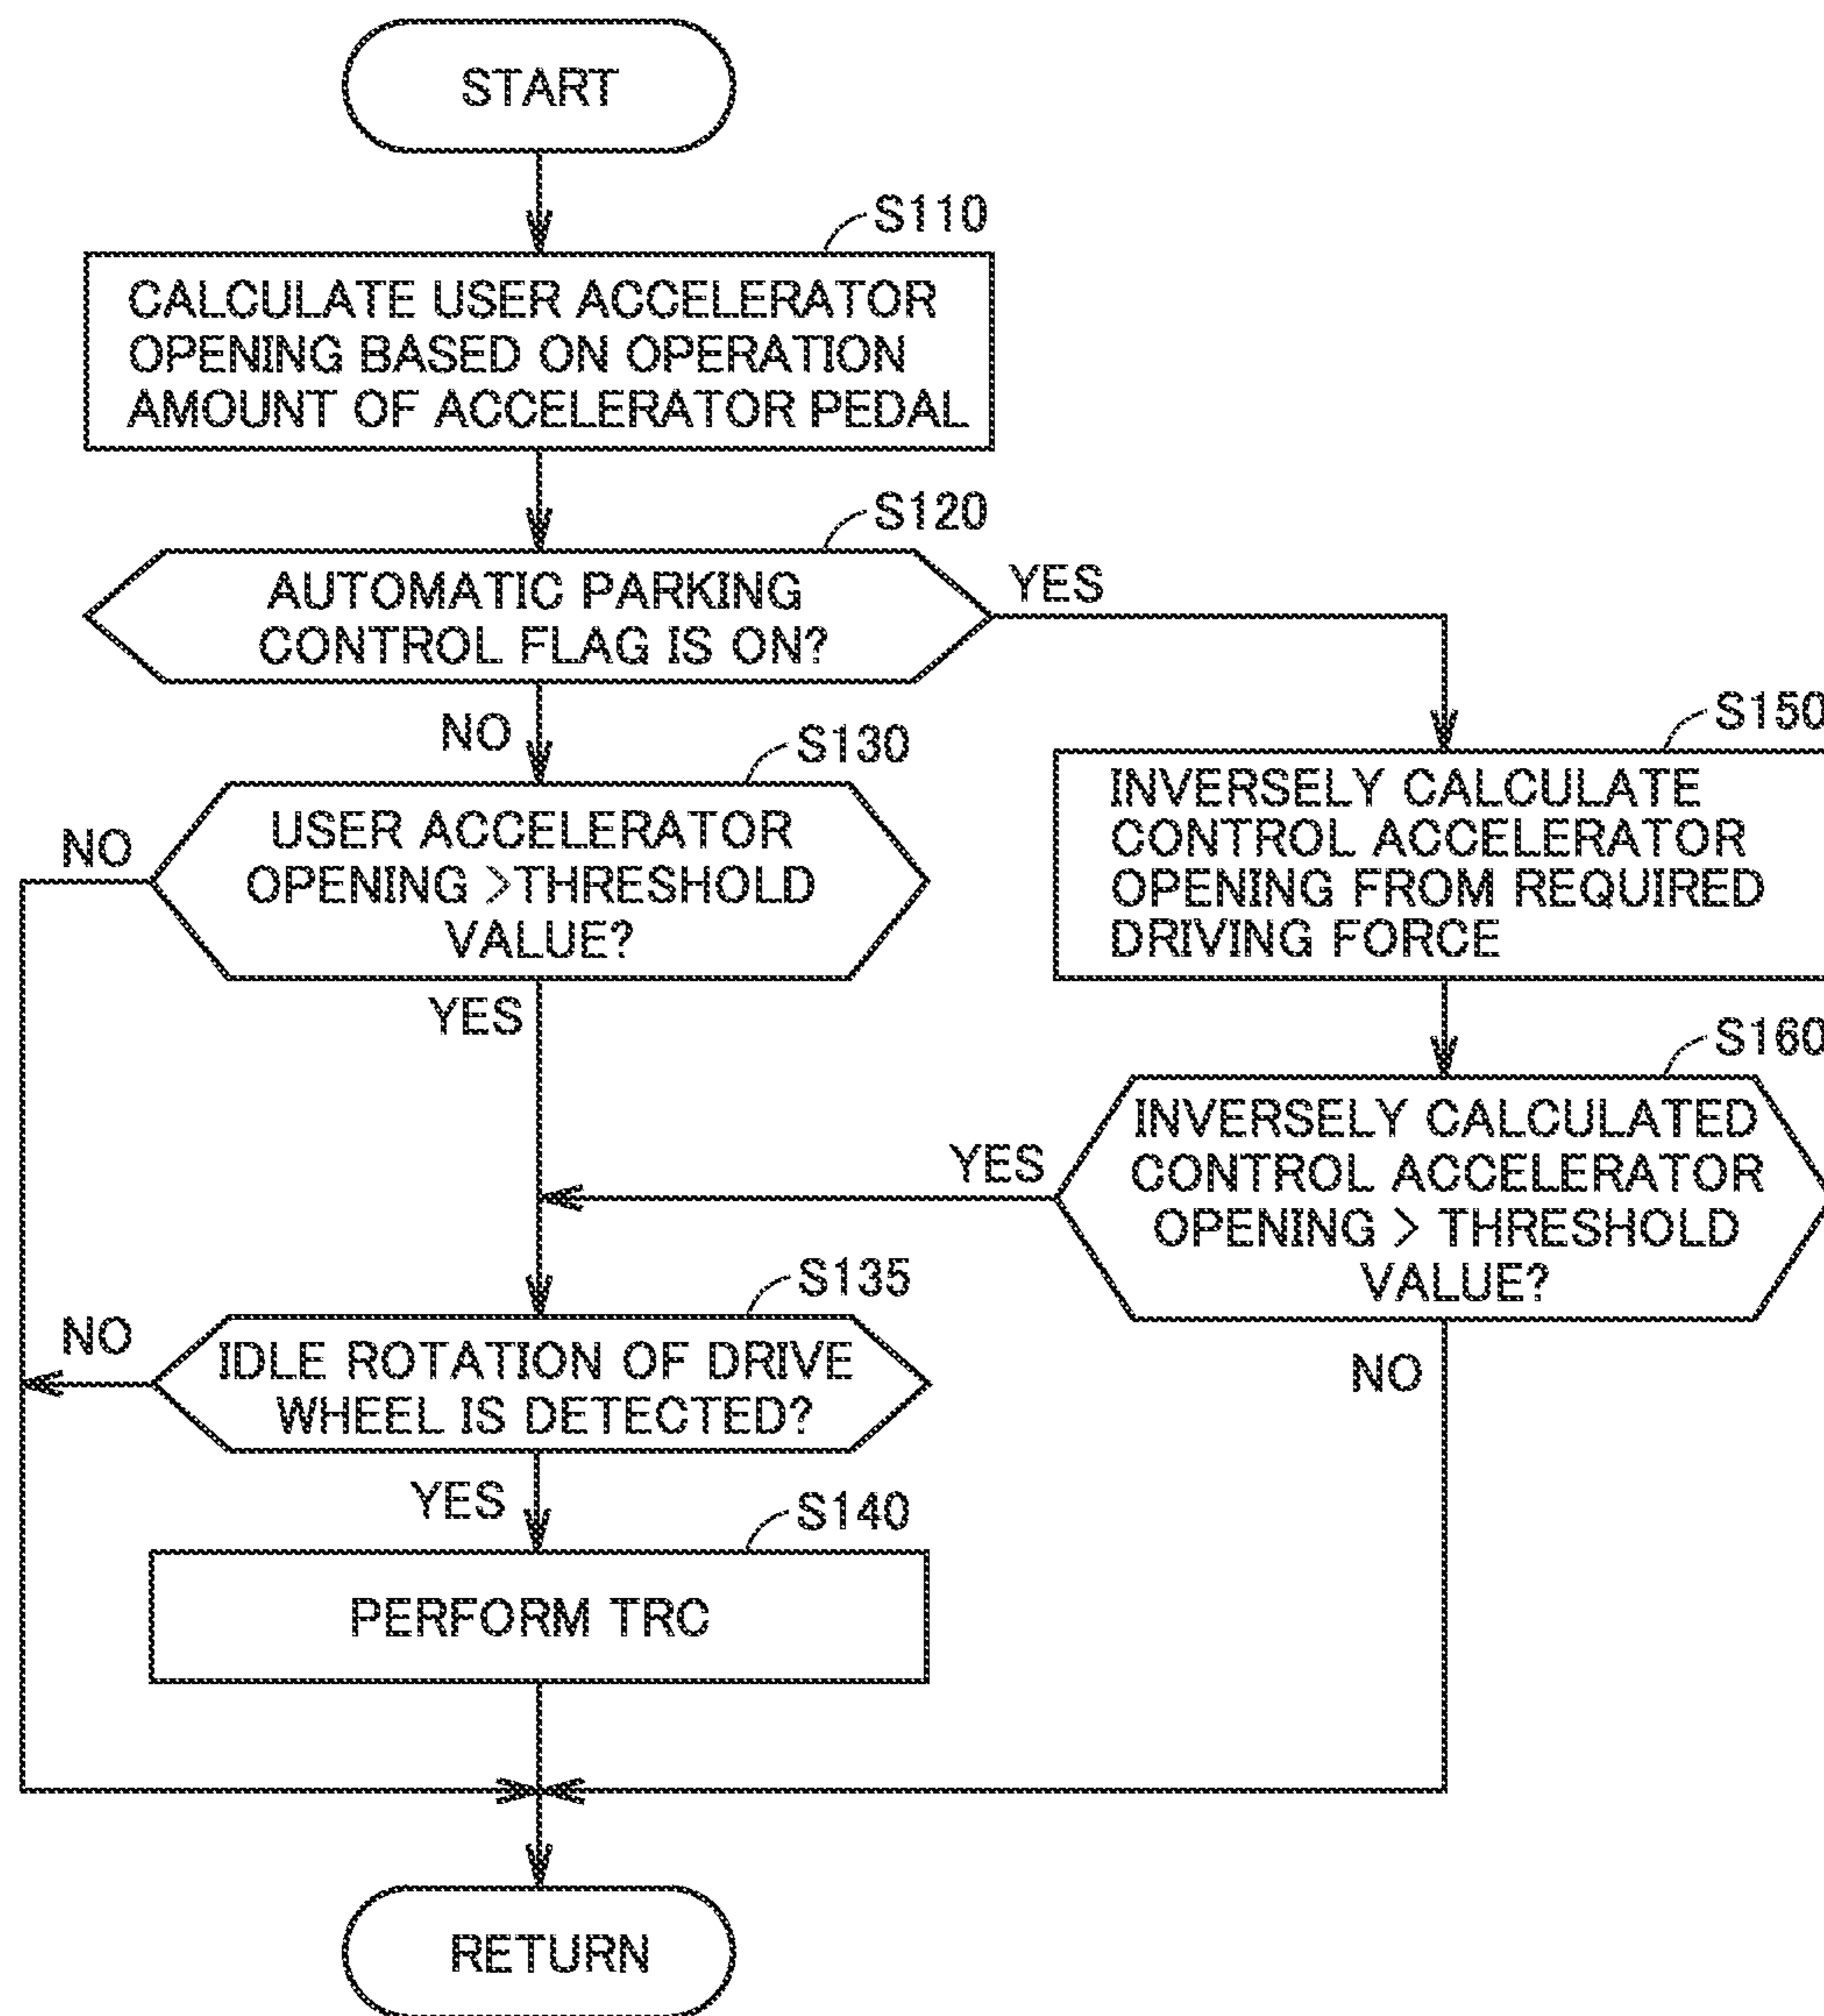 START
S110
CALCULATE USER ACCELERATOR
OPENING BASED ON OPERATION
AMOUNT OF ACCELERATOR PEDAL
S120
AUTOMATIC PARKING
CONTROL FLAG IS ON?
YES
NO
S130
USER ACCELERATOR
OPENING >THRESHOLD
VALUE?
NO
YES
S150
INVERSELY CALCULATE
CONTROL ACCELERATOR
OPENING FROM REQUIRED
DRIVING FORCE
S160
INVERSELY CALCULATED
CONTROL ACCELERATOR
OPENING > THRESHOLD
VALUE?
YES
NO
S135
IDLE ROTATION OF DRIVE
WHEEL IS DETECTED?
NO
YES
S140
PERFORM TRC
RETURN